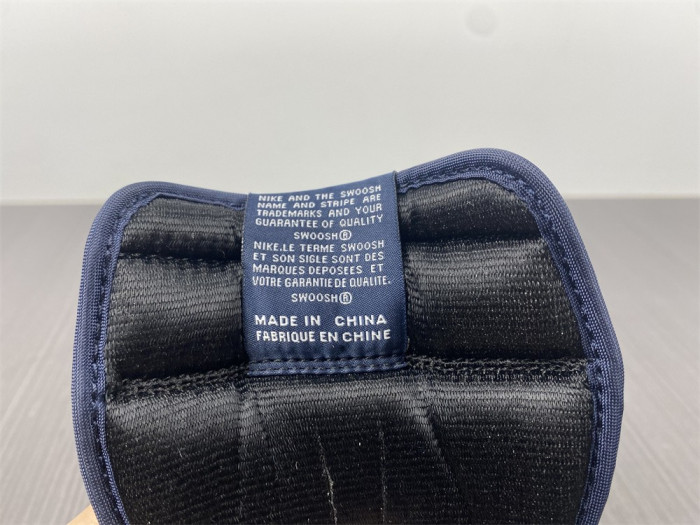 NIKE AND THE SWOOSH
NAME AND STRIPE ARE
TRADEMARKS AND YOUR
GUARANTEE OF QUALITY
SWOOSH®
NIKE.LE TERME SWOOSH
ET SON SIGLE SONT DES
MARQUES DEPOSEES ET
VOTRE GARANTIE DE QUALITE.
SWOOSH®
MADE IN CHINA
FABRIQUE EN CHINE